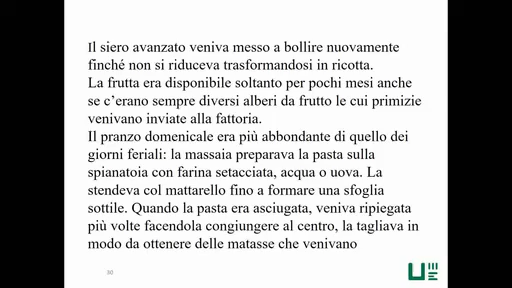 Il siero avanzato veniva messo a bollire nuovamente
finché non si riduceva trasformandosi in ricotta.
La frutta era disponibile soltanto per pochi mesi anche
se c’erano sempre diversi alberi da frutto le cui primizie
venivano inviate alla fattoria.
Il pranzo domenicale era più abbondante di quello dei
giorni feriali: la massaia preparava la pasta sulla
spianatoia con farina setacciata, acqua o uova. La
stendeva col mattarello fino a formare una sfoglia
sottile. Quando la pasta era asciugata, veniva ripiegata
più volte facendola congiungere al centro, la tagliava in
modo da ottenere delle matasse che venivano